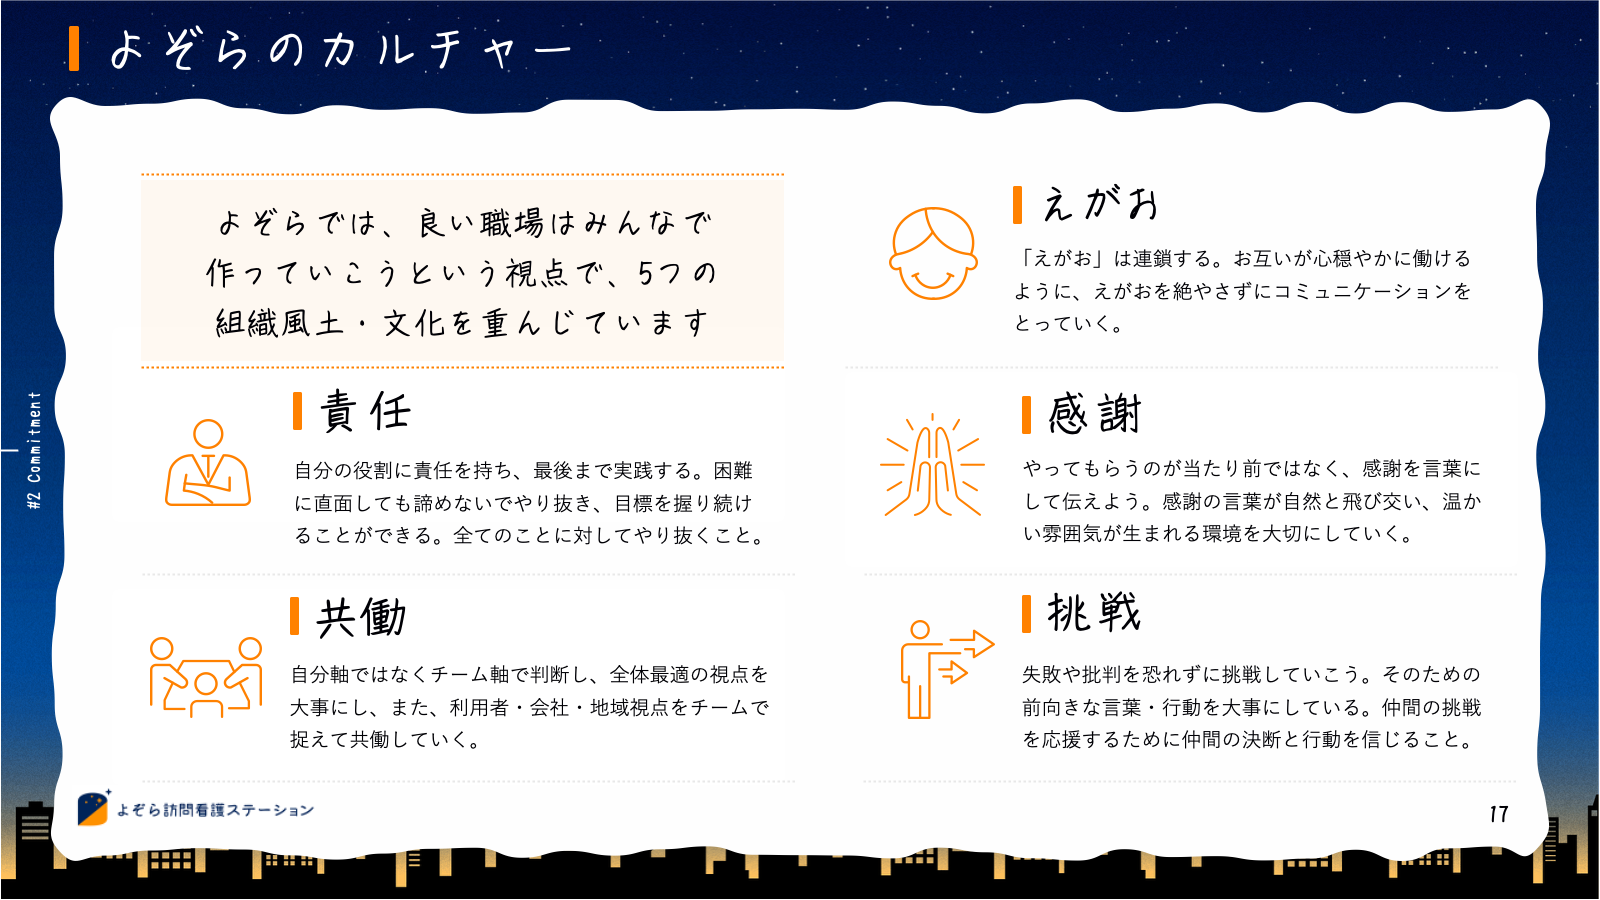 よぞらのカルチャー
よぞらでは、良い職場はみんなで
作っていこうという視点で、5つの
組織風土・文化を重んじています
えがお
「えがお」は連鎖する。お互いが心穏やかに働ける
ように、えがおを絶やさずにコミュニケーションを
とっていく。
責任
自分の役割に責任を持ち、最後まで実践する。困難
に直面しても諦めないでやり抜き、目標を握り続け
ることができる。全てのことに対してやり抜くこと。
感謝
やってもらうのが当たり前ではなく、感謝を言葉に
して伝えよう。感謝の言葉が自然と飛び交い、温か
い雰囲気が生まれる環境を大切にしていく。
共働
自分軸ではなくチーム軸で判断し、全体最適の視点を
大事にし、また、利用者・会社・地域視点をチームで
捉えて共働していく。
挑戦
失敗や批判を恐れずに挑戦していこう。そのための
前向きな言葉・行動を大事にしている。仲間の挑戦
を応援するために仲間の決断と行動を信じること。
#2 Commitment
よぞら訪問看護ステーション
17